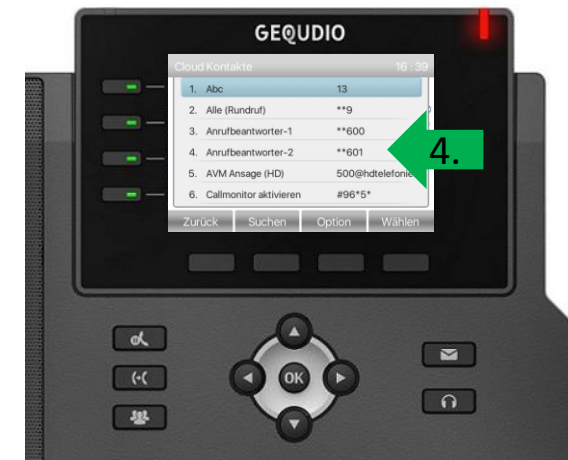 GEQUDIO
Cloud Kontakte 16:39
1. Abc 13
2. Alle (Rundruf) **9
3. Anrufbeantworter-1 **600
4. Anrufbeantworter-2 **601
4.
5. AVM Ansage (HD) 500@hdtelefonie
6. Callmonitor aktivieren #96*5*
Zurück Suchen Option Wählen
OK